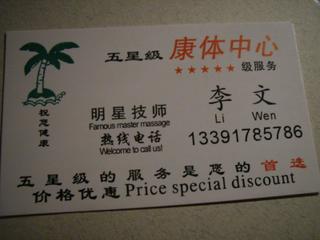 五星级 康体中心
★★★★★级服务
祝您健康
明星技师
Famous master massage
热线电话
Welcome to call us!
李 文
Li Wen
13391785786
五星级的服务是您的首选
价格优惠 Price special discount